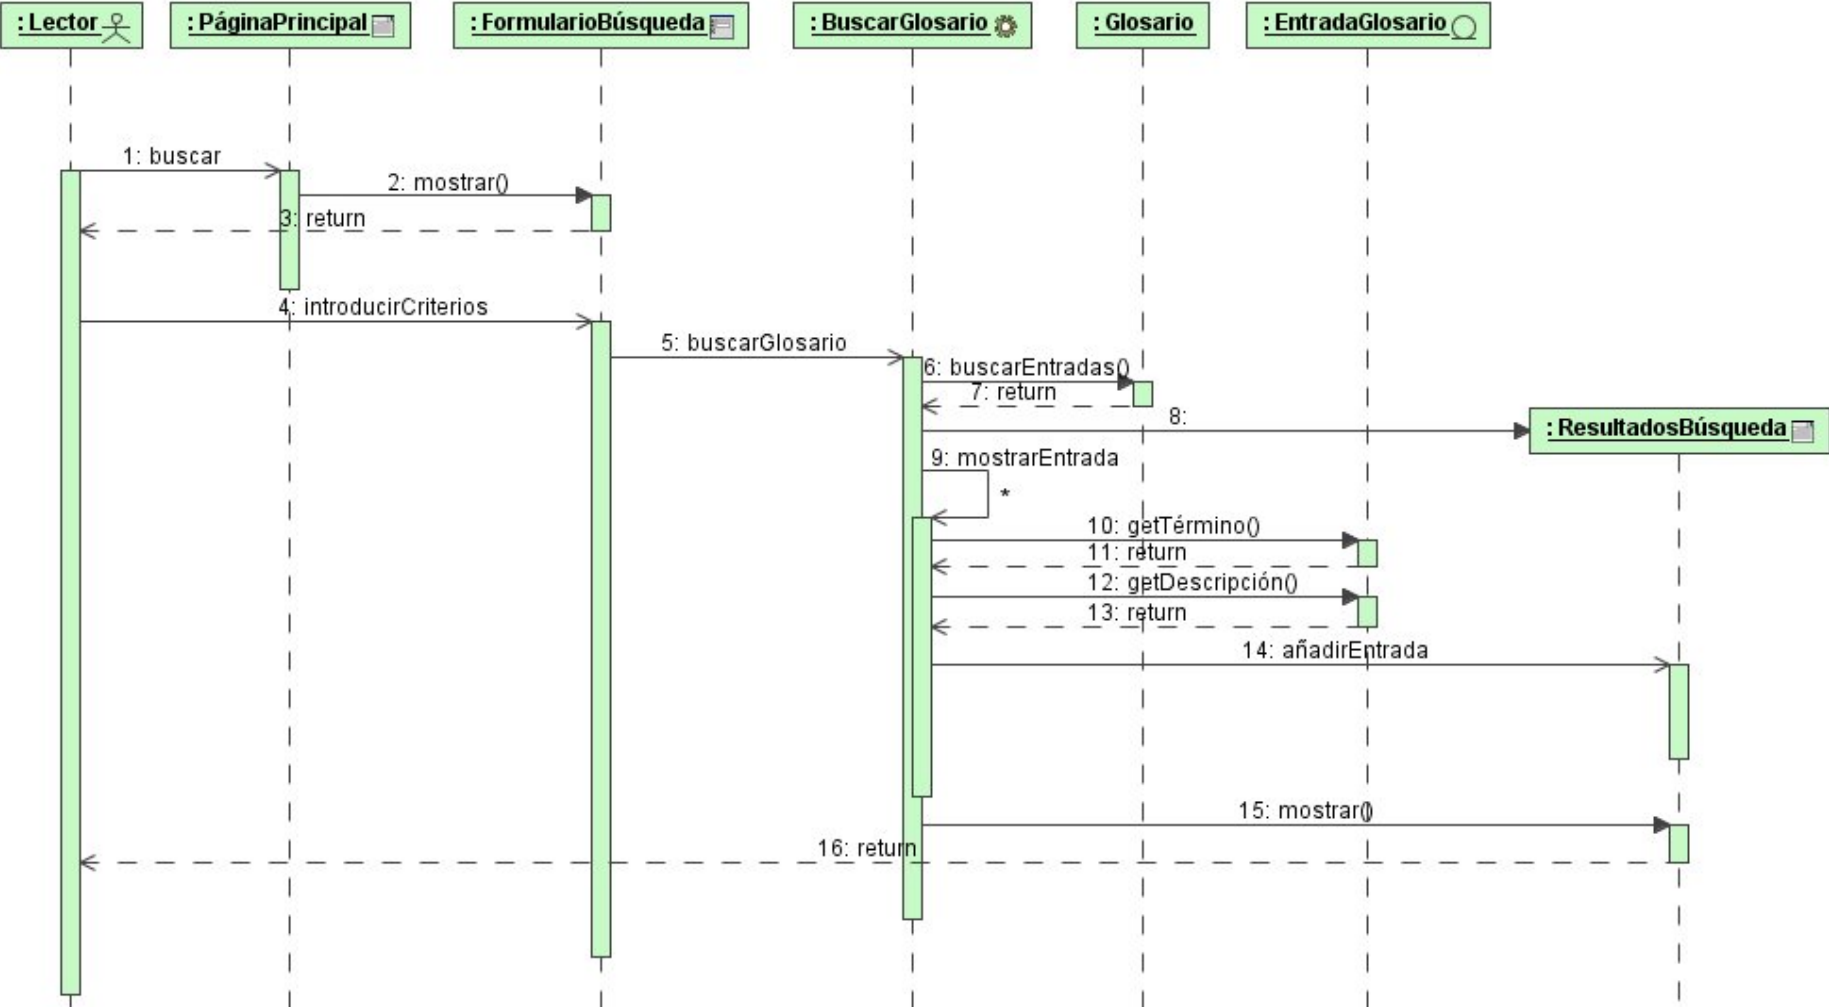 : Lector
: PáginaPrincipal
: FormularioBúsqueda
: BuscarGlosario
: Glosario
: EntradaGlosario
1: buscar
2: mostrar()
3: return
4: introducirCriterios
5: buscarGlosario
6: buscarEntradas()
7: return
8:
: ResultadosBúsqueda
9: mostrarEntrada
*
10: getTérmino()
11: return
12: getDescripción()
13: return
14: añadirEntrada
15: mostrar()
16: return